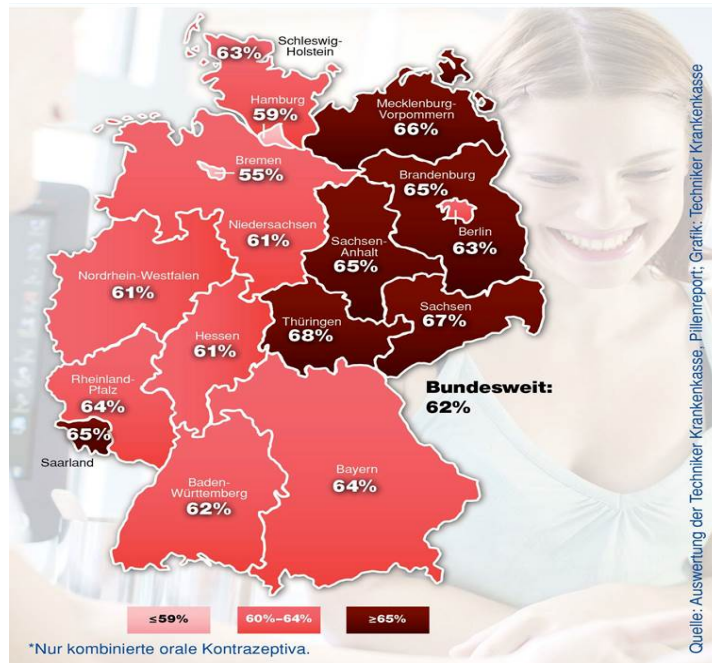 Schleswig-
Holstein
63%
Hamburg
59%
Mecklenburg-
Vorpommern
66%
Bremen
55%
Brandenburg
65%
Berlin
63%
Niedersachsen
61%
Sachsen-
Anhalt
65%
Nordrhein-Westfalen
61%
Hessen
61%
Thüringen
68%
Sachsen
67%
Rheinland-
Pfalz
64%
65%
Saarland
Bundesweit:
62%
Baden-
Württemberg
62%
Bayern
64%
≤59%
60%–64%
≥65%
*Nur kombinierte orale Kontrazeptiva.
Quelle: Auswertung der Techniker Krankenkasse, Pillenreport; Grafik: Techniker Krankenkasse